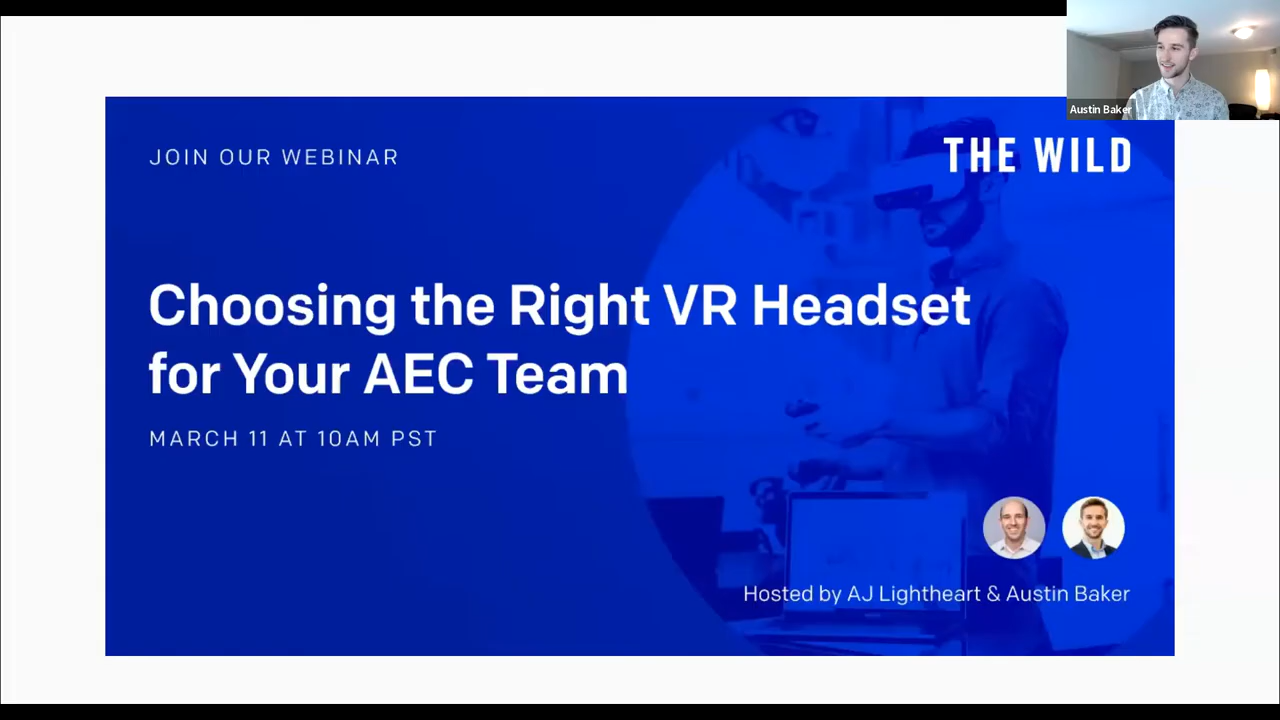 Austin Baker
JOIN OUR WEBINAR
THE WILD
Choosing the Right VR Headset
for Your AEC Team
MARCH 11 AT 10AM PST
Hosted by AJ Lightheart & Austin Baker